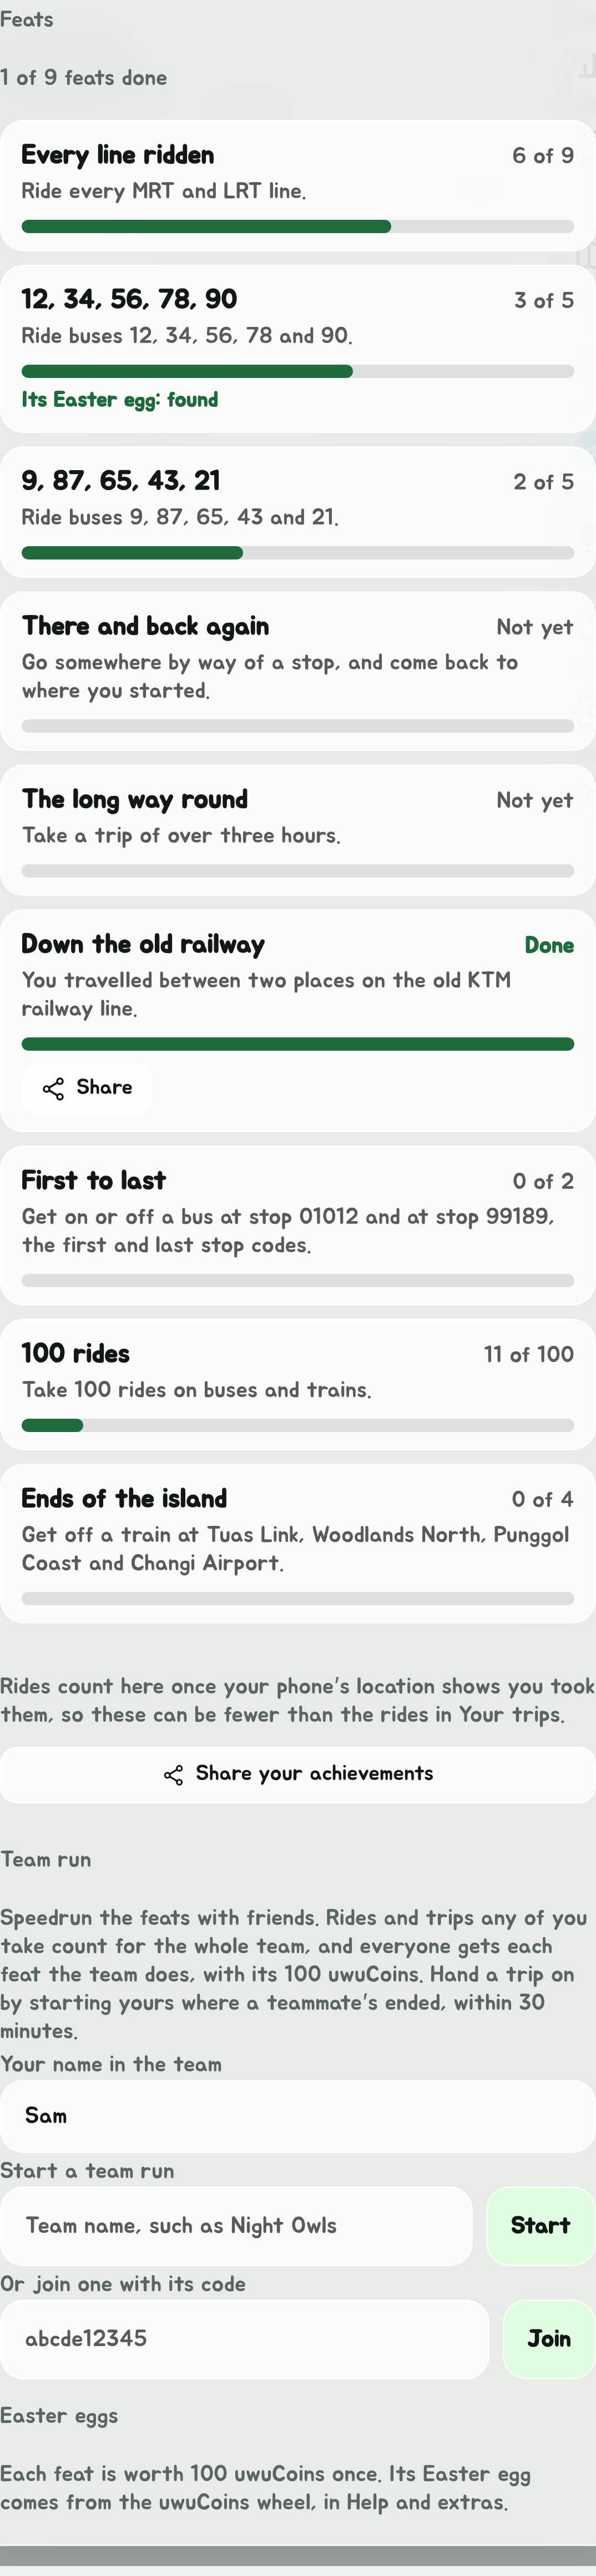 Feats
1 of 9 feats done
Every line ridden
6 of 9
Ride every MRT and LRT line.
12, 34, 56, 78, 90
3 of 5
Ride buses 12, 34, 56, 78 and 90.
Its Easter egg: found
9, 87, 65, 43, 21
2 of 5
Ride buses 9, 87, 65, 43 and 21.
There and back again
Not yet
Go somewhere by way of a stop, and come back to
where you started.
The long way round
Not yet
Take a trip of over three hours.
Down the old railway
Done
You travelled between two places on the old KTM
railway line.
Share
First to last
0 of 2
Get on or off a bus at stop 01012 and at stop 99189,
the first and last stop codes.
100 rides
11 of 100
Take 100 rides on buses and trains.
Ends of the island
0 of 4
Get off a train at Tuas Link, Woodlands North, Punggol
Coast and Changi Airport.
Rides count here once your phone's location shows you took
them, so these can be fewer than the rides in Your trips.
Share your achievements
Team run
Speedrun the feats with friends. Rides and trips any of you
take count for the whole team, and everyone gets each
feat the team does, with its 100 uwuCoins. Hand a trip on
by starting yours where a teammate's ended, within 30
minutes.
Your name in the team
Sam
Start a team run
Team name, such as Night Owls
Start
Or join one with its code
abcde12345
Join
Easter eggs
Each feat is worth 100 uwuCoins once. Its Easter egg
comes from the uwuCoins wheel, in Help and extras.